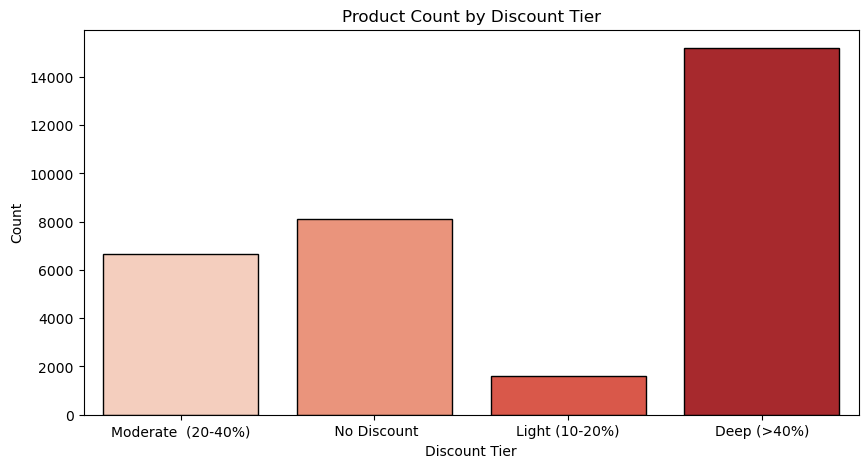 Product Count by Discount Tier
14000
12000
10000
8000
6000
4000
2000
0
Count
Moderate  (20-40%)
No Discount
Light (10-20%)
Deep (>40%)
Discount Tier